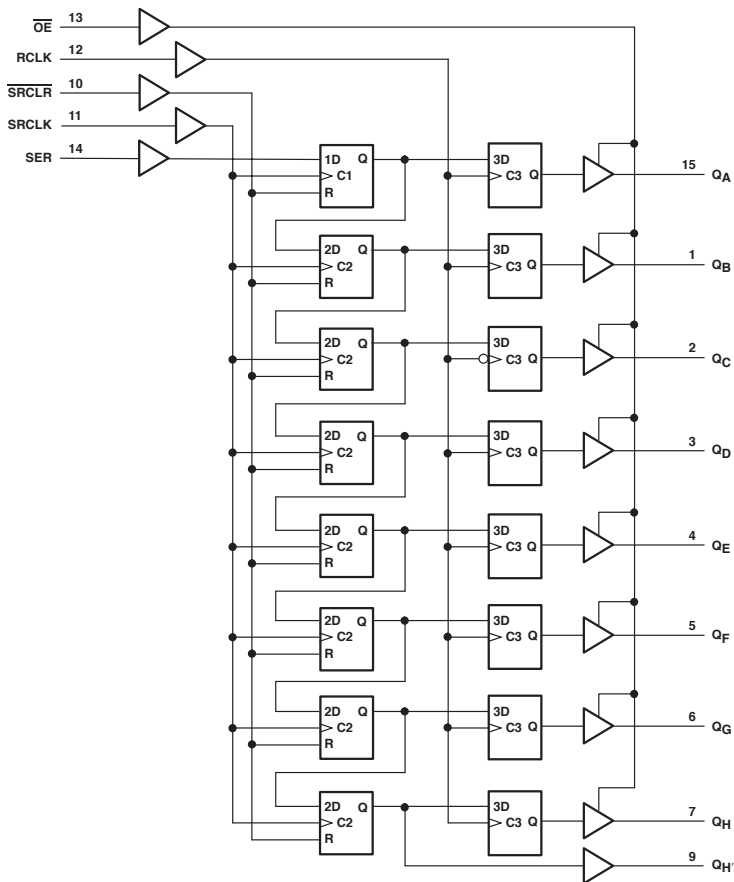 OE 13
RCLK 12
SRCLR 10
SRCLK 11
SER 14
1D Q 3D
C1 C3 Q 15 QA
R
2D Q 3D
C2 C3 Q 1 QB
R
2D Q 3D
C2 C3 Q 2 QC
R
2D Q 3D
C2 C3 Q 3 QD
R
2D Q 3D
C2 C3 Q 4 QE
R
2D Q 3D
C2 C3 Q 5 QF
R
2D Q 3D
C2 C3 Q 6 QG
R
2D Q 3D
C2 C3 Q 7 QH
R
9 QH'